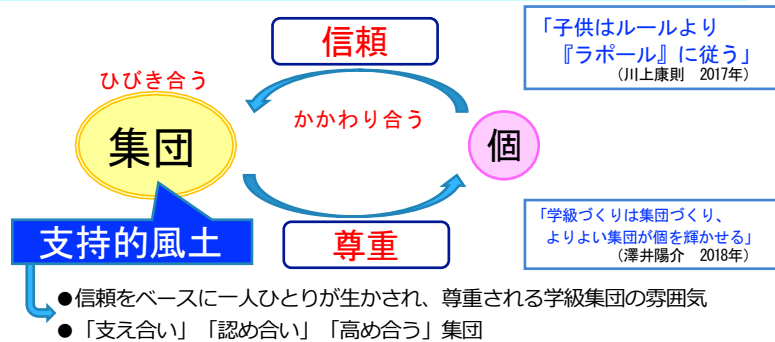 信頼
「子供はルールより
『ラポール』に従う」
(川上康則　2017年)
ひびき合う
かかわり合う
集団
個
支持的風土
尊重
「学級づくりは集団づくり、
よりよい集団が個を輝かせる」
(澤井陽介　2018年)
●信頼をベースに一人ひとりが生かされ、尊重される学級集団の雰囲気
●「支え合い」「認め合い」「高め合う」集団